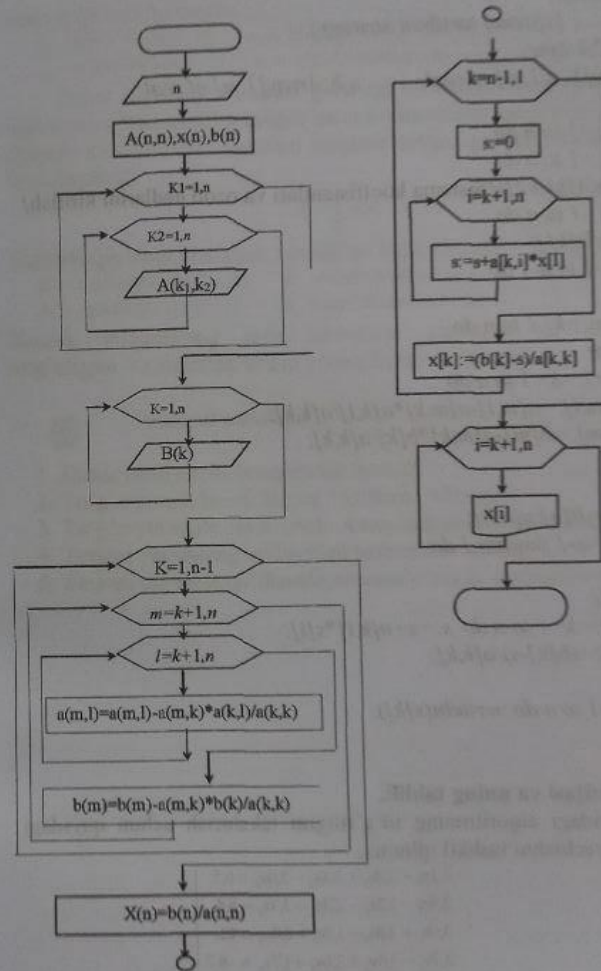 n
A(n,n),x(n),b(n)
K1=1,n
K2=1,n
A(k1,k2)
K=1,n
B(k)
K=1,n-1
m=k+1,n
l=k+1,n
a(m,l)=a(m,l)-a(m,k)*a(k,l)/a(k,k)
b(m)=b(m)-a(m,k)*b(k)/a(k,k)
X(n)=b(n)/a(n,n)
k=n-1,1
s:=0
i=k+1,n
s:=s+a[k,i]*x[I]
x[k]:=(b[k]-s)/a[k,k]
i=k+1,n
x[i]